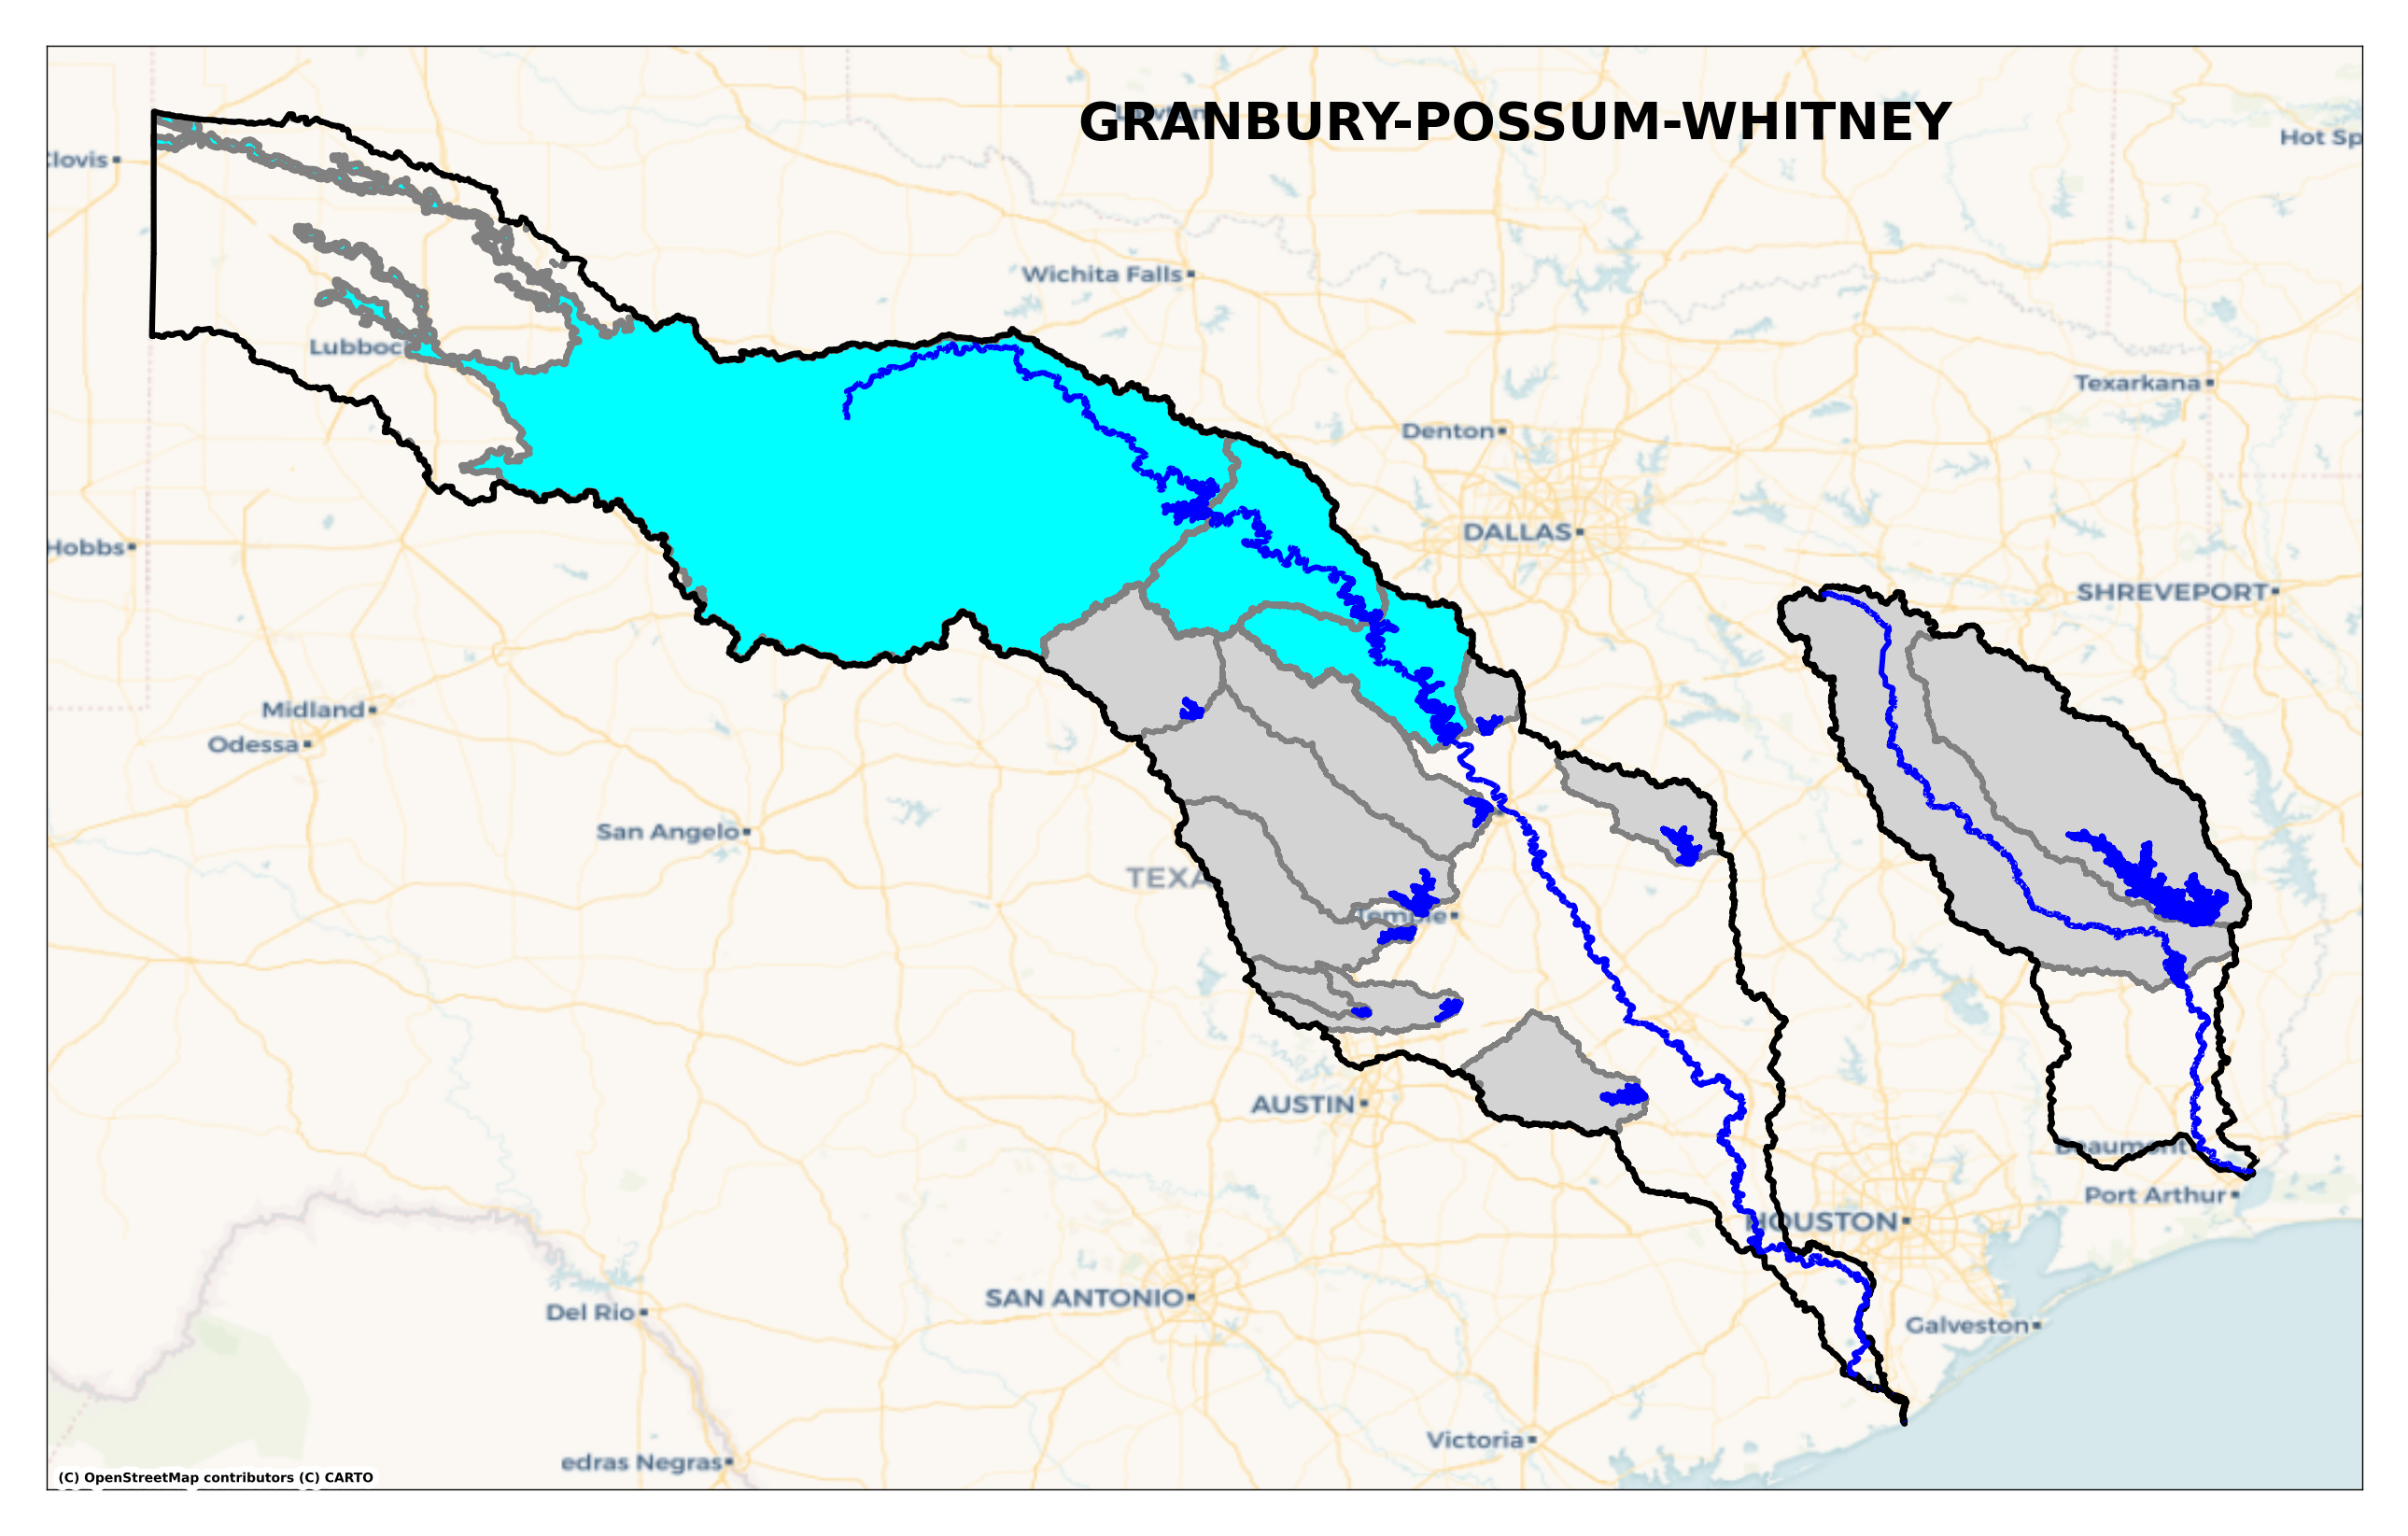 GRANBURY-POSSUM-WHITNEY
Hot Sp
Clovis
Wichita Falls
Lubboc
Texarkana
Denton
DALLAS
Hobbs
SHREVEPORT
Midland
Odessa
San Angelo
TEXA
Temple
AUSTIN
Beaumont
Port Arthur
HOUSTON
SAN ANTONIO
Del Rio
Galveston
Victoria
edras Negras
(C) OpenStreetMap contributors (C) CARTO